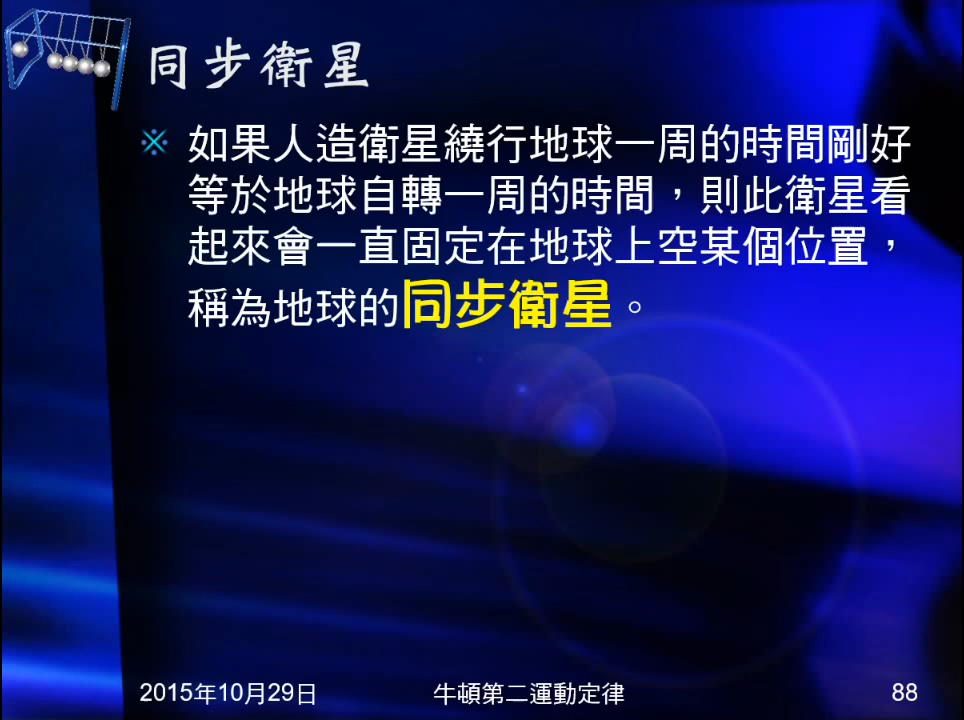 同步衛星
※ 如果人造衛星繞行地球一周的時間剛好
等於地球自轉一周的時間，則此衛星看
起來會一直固定在地球上空某個位置，
稱為地球的同步衛星。
2015年10月29日
牛頓第二運動定律
88